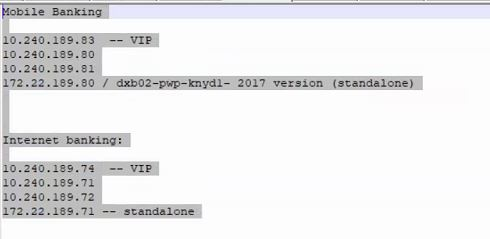 Mobile Banking
10.240.189.83  -- VIP
10.240.189.80
10.240.189.81
172.22.189.80 / dxb02-pwp-knyd1- 2017 version (standalone)
Internet banking:
10.240.189.74  -- VIP
10.240.189.71
10.240.189.72
172.22.189.71 -- standalone